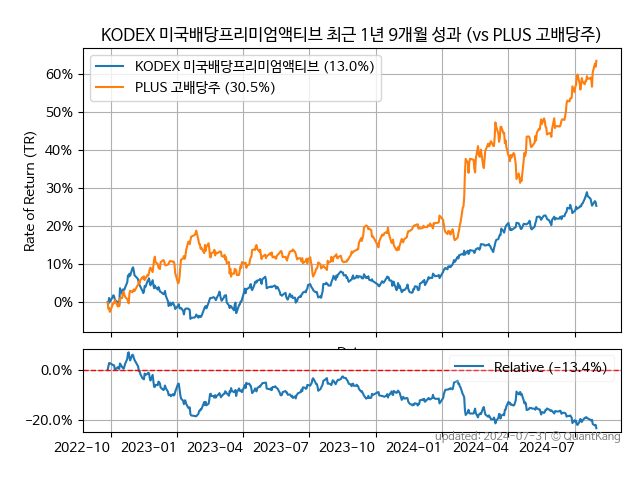 KODEX 미국배당프리미엄액티브 최근 1년 9개월 성과 (vs PLUS 고배당주)
KODEX 미국배당프리미엄액티브 (13.0%)
PLUS 고배당주 (30.5%)
Rate of Return (TR)
60%
50%
40%
30%
20%
10%
0%
Relative (−13.4%)
0.0%
−20.0%
updated: 2024-07-31 © QuantKang
2022-10 2023-01 2023-04 2023-07 2023-10 2024-01 2024-04 2024-07